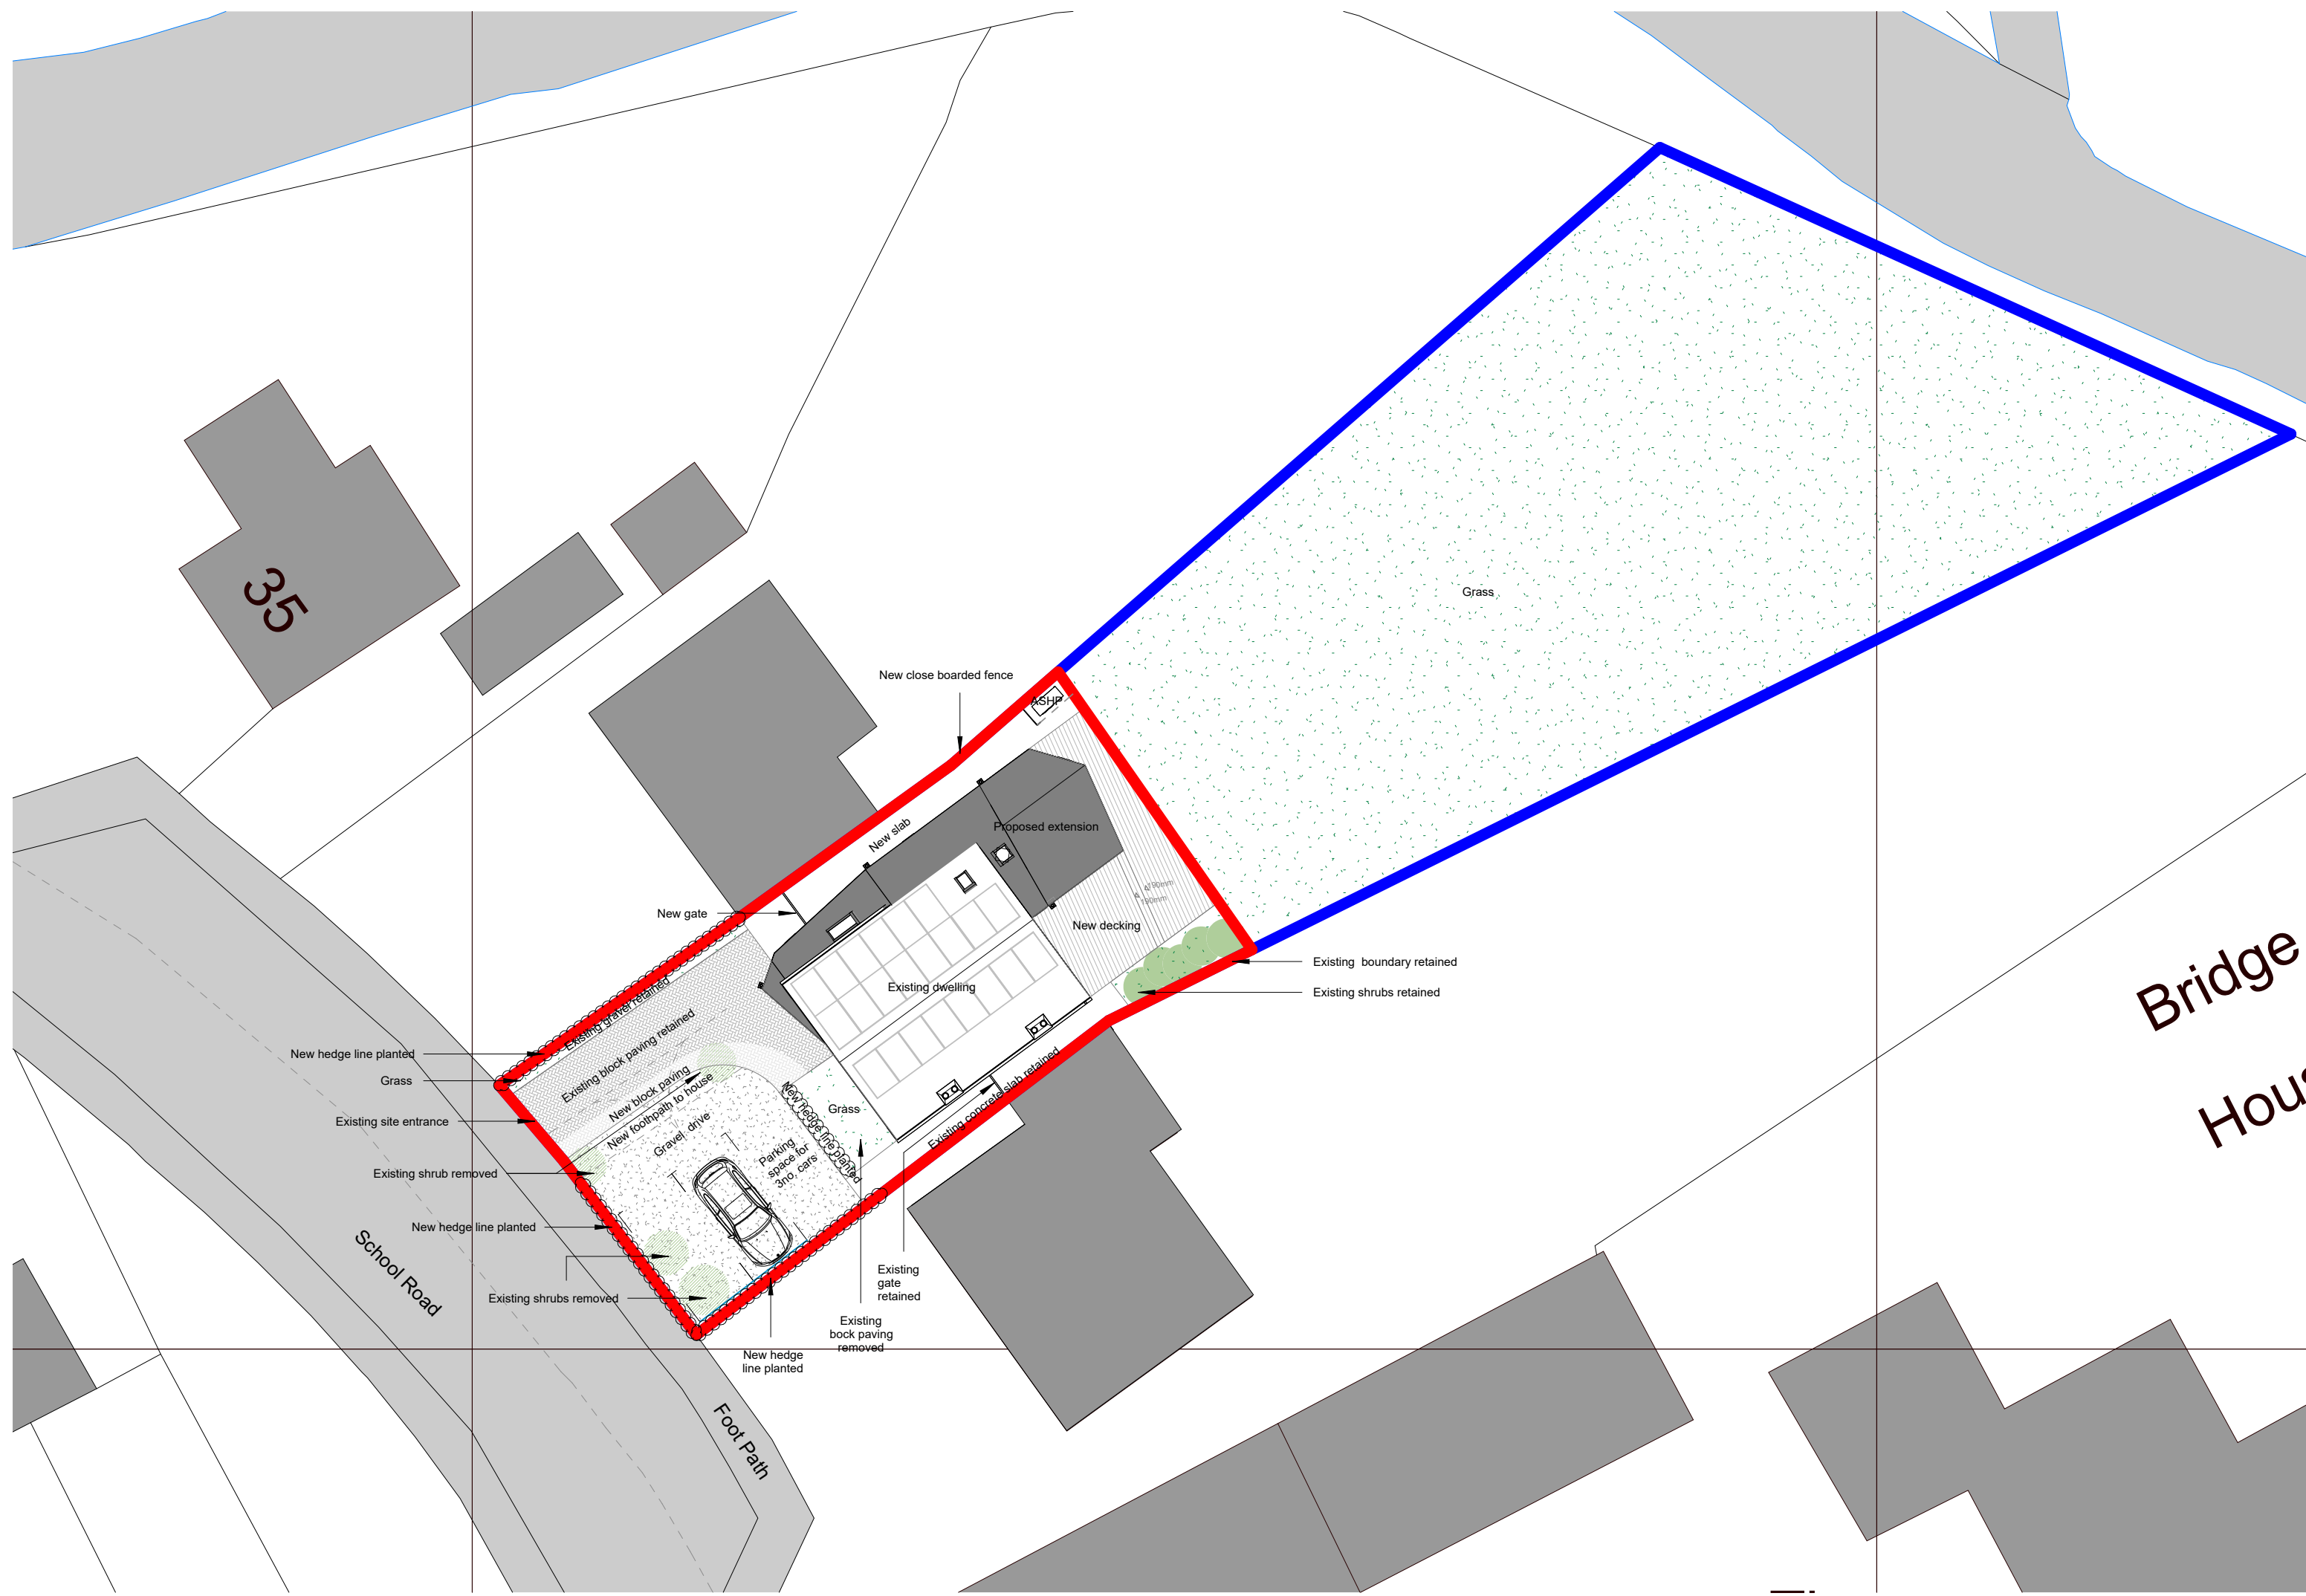 35
New close boarded fence
ASHP
Grass
New slab
Proposed extension
190mm
190mm
New gate
New decking
Existing boundary retained
Existing dwelling
Existing shrubs retained
Existing gravel retained
Existing block paving retained
New hedge line planted
Grass
New block paving
New footpath to house
Existing site entrance
Gravel drive
New hedge line planted
Grass
Existing concrete slab retained
Parking
space for
3no. cars
Existing shrub removed
New hedge line planted
Existing shrubs removed
Existing
gate
retained
Existing
bock paving
removed
New hedge
line planted
School Road
Foot Path
Bridge
Hous